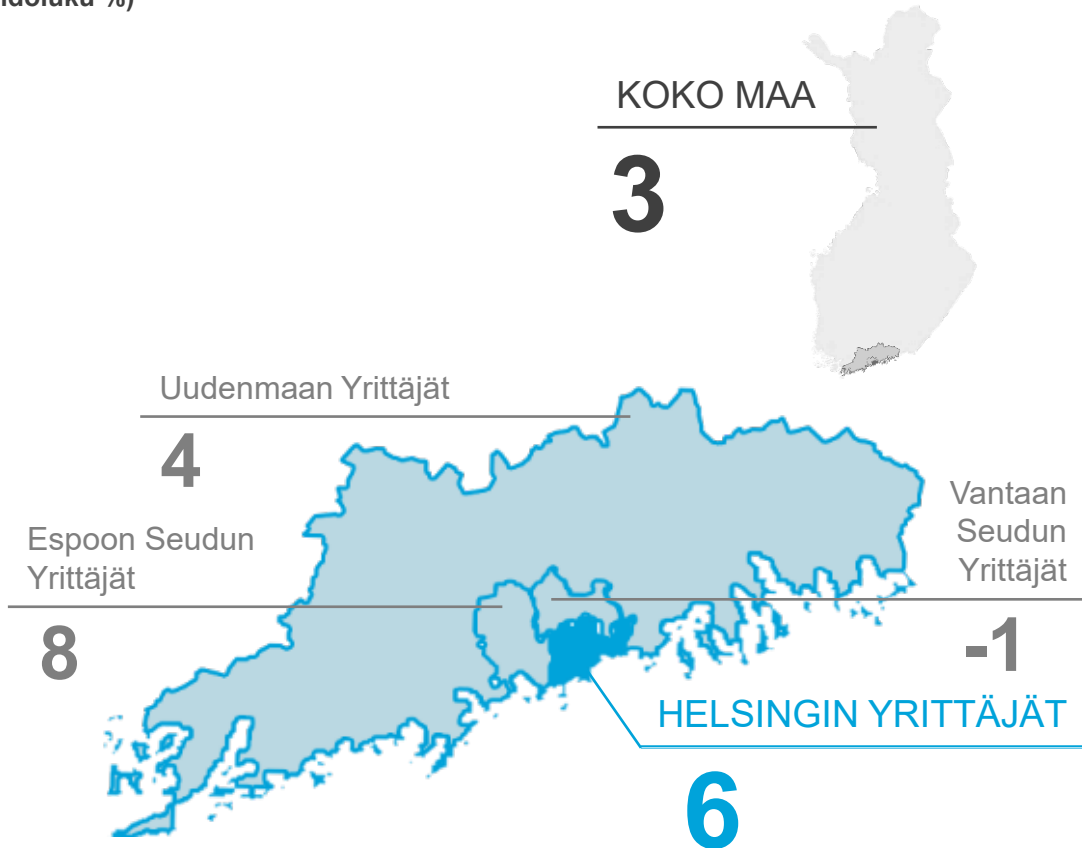 KOKO MAA
3
Uudenmaan Yrittäjät
4
Espoon Seudun
Yrittäjät
8
Vantaan
Seudun
Yrittäjät
-1
HELSINGIN YRITTÄJÄT
6